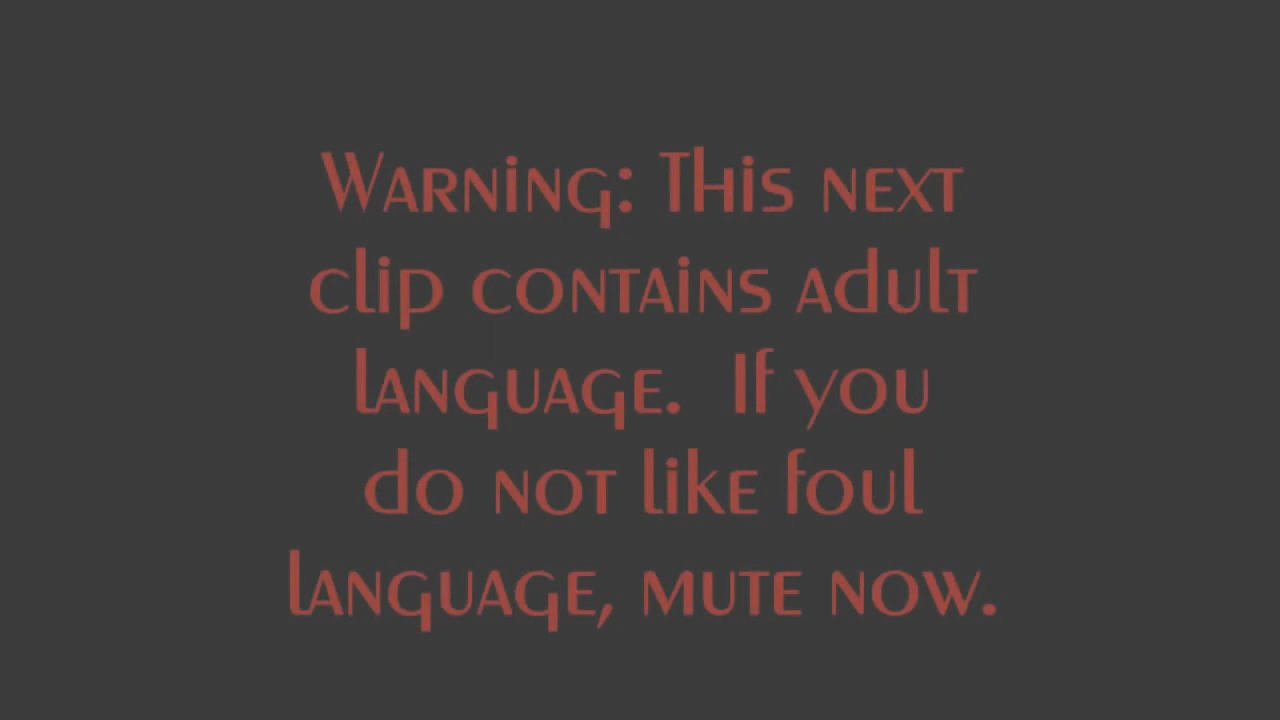 Warning: This next
clip contains adult
language.  If you
do not like foul
language, mute now.